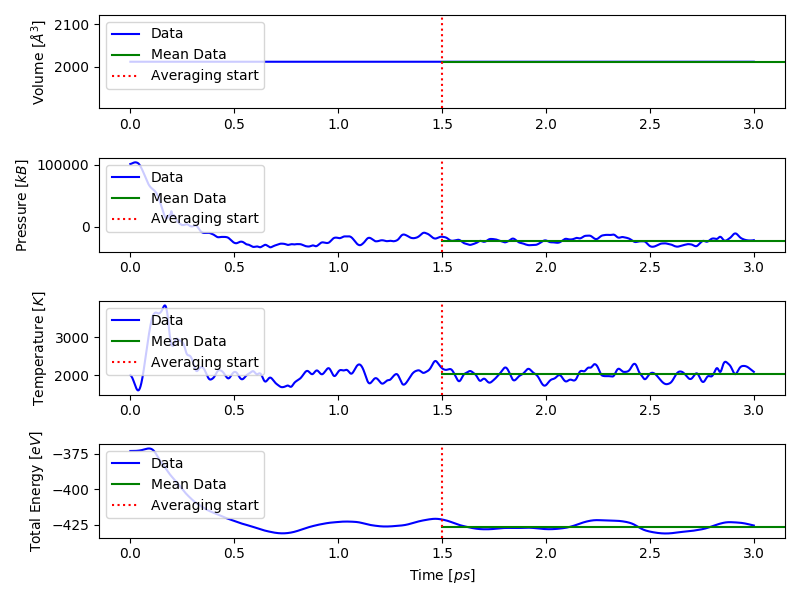 Volume [Å³]
2100
2000
Data
Mean Data
Averaging start
0.0 0.5 1.0 1.5 2.0 2.5 3.0
Pressure [kB]
100000
0
Data
Mean Data
Averaging start
0.0 0.5 1.0 1.5 2.0 2.5 3.0
Temperature [K]
3000
2000
Data
Mean Data
Averaging start
0.0 0.5 1.0 1.5 2.0 2.5 3.0
Total Energy [eV]
−375
−400
−425
Data
Mean Data
Averaging start
0.0 0.5 1.0 1.5 2.0 2.5 3.0
Time [ps]